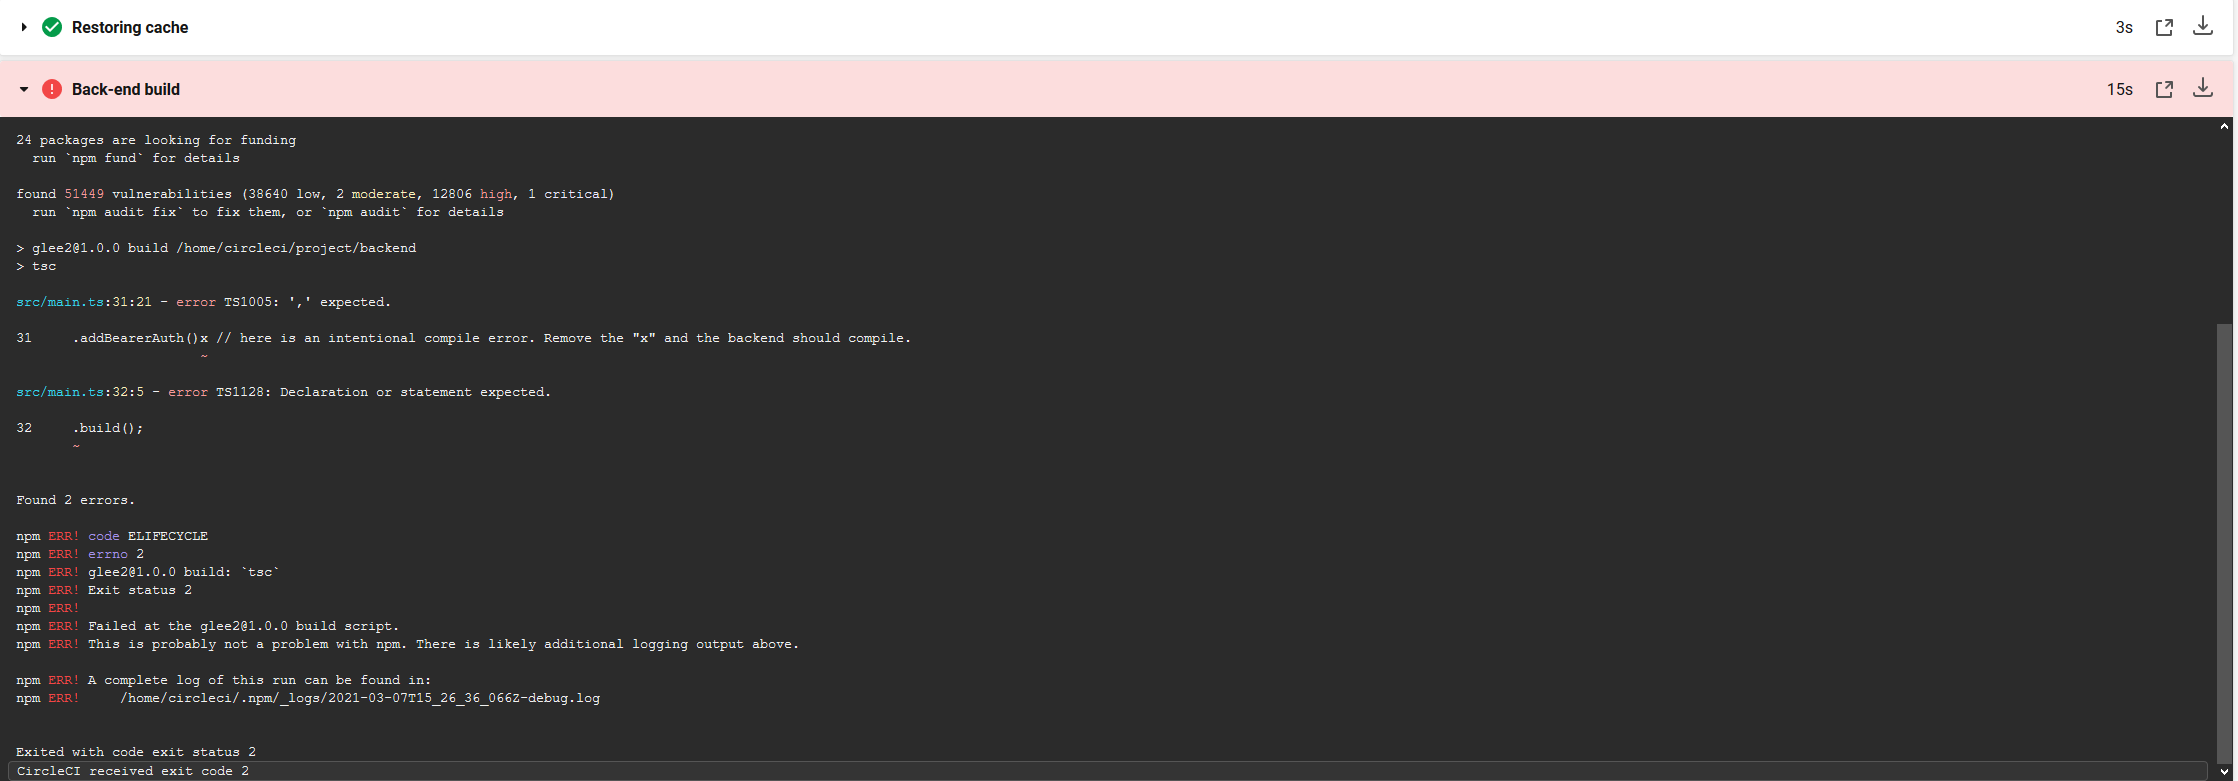 Restoring cache 3s
Back-end build 15s
24 packages are looking for funding
run `npm fund` for details
found 51449 vulnerabilities (38640 low, 2 moderate, 12806 high, 1 critical)
run `npm audit fix` to fix them, or `npm audit` for details
> glee2@1.0.0 build /home/circleci/project/backend
> tsc
src/main.ts:31:21 - error TS1005: ',' expected.
31     .addBearerAuth()x // here is an intentional compile error. Remove the "x" and the backend should compile.
~
src/main.ts:32:5 - error TS1128: Declaration or statement expected.
32     .build();
~
Found 2 errors.
npm ERR! code ELIFECYCLE
npm ERR! errno 2
npm ERR! glee2@1.0.0 build: `tsc`
npm ERR! Exit status 2
npm ERR!
npm ERR! Failed at the glee2@1.0.0 build script.
npm ERR! This is probably not a problem with npm. There is likely additional logging output above.
npm ERR! A complete log of this run can be found in:
npm ERR!     /home/circleci/.npm/_logs/2021-03-07T15_26_36_066Z-debug.log
Exited with code exit status 2
CircleCI received exit code 2